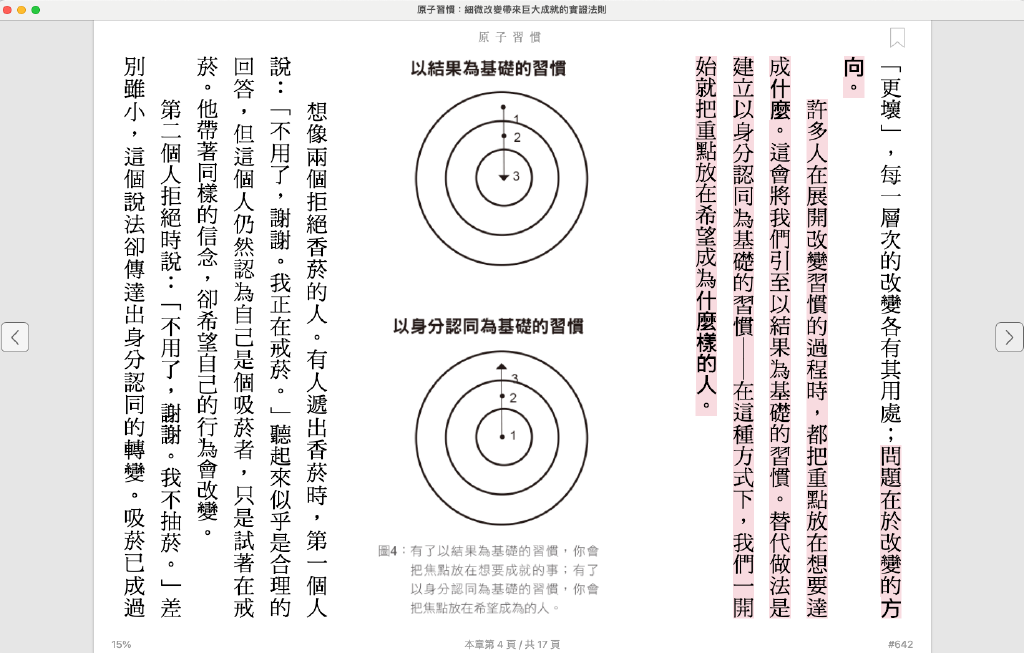 原子習慣：細微改變帶來巨大成就的實證法則
原子習慣
「更壞」，每一層次的改變各有其用處；問題在於改變的方
向。
許多人在展開改變習慣的過程時，都把重點放在想要達
成什麼。這會將我們引至以結果為基礎的習慣。替代做法是
建立以身分認同為基礎的習慣——在這種方式下，我們一開
始就把重點放在希望成為什麼樣的人。
以結果為基礎的習慣
1
2
3
以身分認同為基礎的習慣
3
2
1
圖4：有了以結果為基礎的習慣，你會
把焦點放在想要成就的事；有了
以身分認同為基礎的習慣，你會
把焦點放在希望成為的人。
想像兩個拒絕香菸的人。有人遞出香菸時，第一個人
說：「不用了，謝謝。我正在戒菸。」聽起來似乎是合理的
回答，但這個人仍然認為自己是個吸菸者，只是試著在戒
菸。他帶著同樣的信念，卻希望自己的行為會改變。
第二個人拒絕時說：「不用了，謝謝。我不抽菸。」差
別雖小，這個說法卻傳達出身分認同的轉變。吸菸已成過
15%
本章第 4 頁 / 共 17 頁
#642